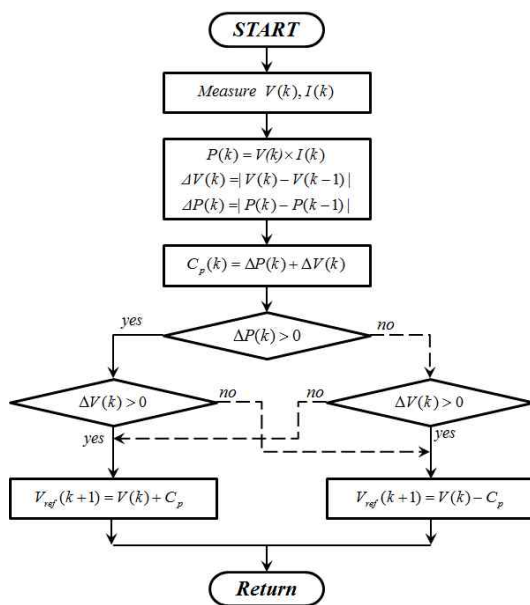 START
Measure V(k), I(k)
P(k) = V(k) × I(k)
ΔV(k) =| V(k) − V(k−1) |
ΔP(k) =| P(k) − P(k−1) |
C_p(k) = ΔP(k) + ΔV(k)
yes
ΔP(k) > 0
no
ΔV(k) > 0
no
no
ΔV(k) > 0
yes
yes
V_ref(k+1) = V(k) + C_p
V_ref(k+1) = V(k) − C_p
Return